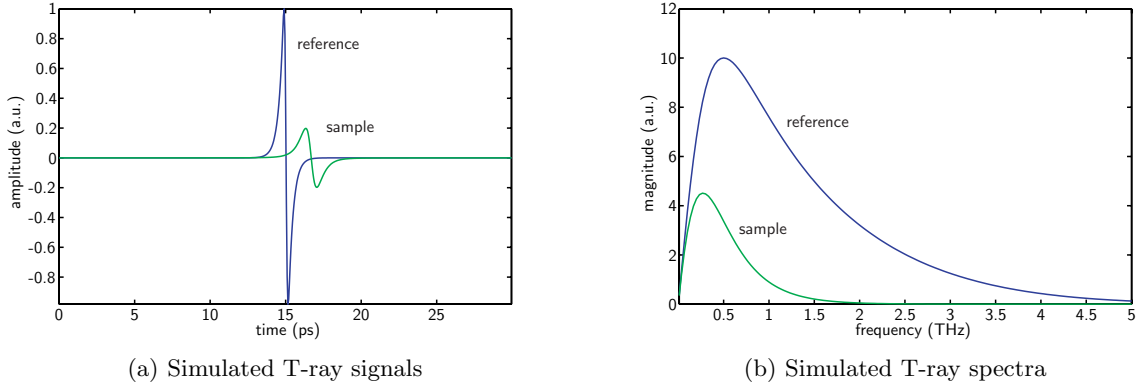 1
0.8
0.6
0.4
0.2
0
-0.2
-0.4
-0.6
-0.8
amplitude (a.u.)
reference
sample
0 5 10 15 20 25
time (ps)
(a) Simulated T-ray signals
12
10
8
6
4
2
0
magnitude (a.u.)
reference
sample
0.5 1 1.5 2 2.5 3 3.5 4 4.5 5
frequency (THz)
(b) Simulated T-ray spectra